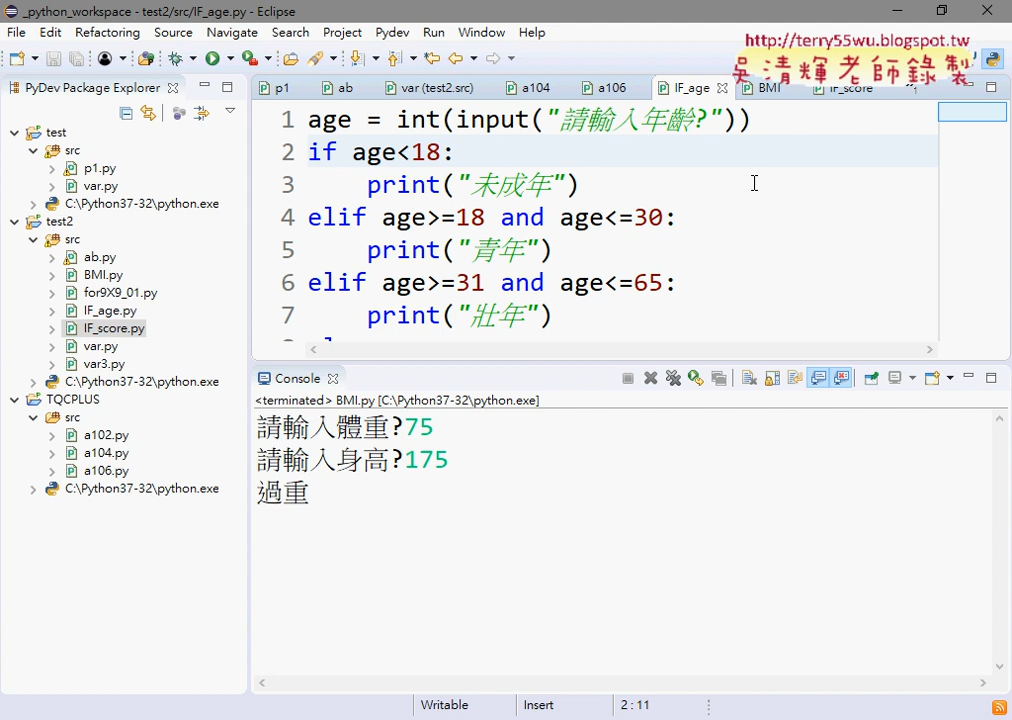 _python_workspace - test2/src/IF_age.py - Eclipse
File Edit Refactoring Source Navigate Search Project Pydev Run Window Help
http://terry55wu.blogspot.tw
吳清輝老師錄製
PyDev Package Explorer
p1 ab var (test2.src) a104 a106 IF_age BMI IF_score
test
src
p1.py
var.py
C:\Python37-32\python.exe
test2
src
ab.py
BMI.py
for9X9_01.py
IF_age.py
IF_score.py
var.py
var3.py
C:\Python37-32\python.exe
TQCPLUS
src
a102.py
a104.py
a106.py
C:\Python37-32\python.exe
1 age = int(input("請輸入年齡?"))
2 if age<18:
3 print("未成年")
4 elif age>=18 and age<=30:
5 print("青年")
6 elif age>=31 and age<=65:
7 print("壯年")
Console
<terminated> BMI.py [C:\Python37-32\python.exe]
請輸入體重?75
請輸入身高?175
過重
Writable Insert 2 : 11